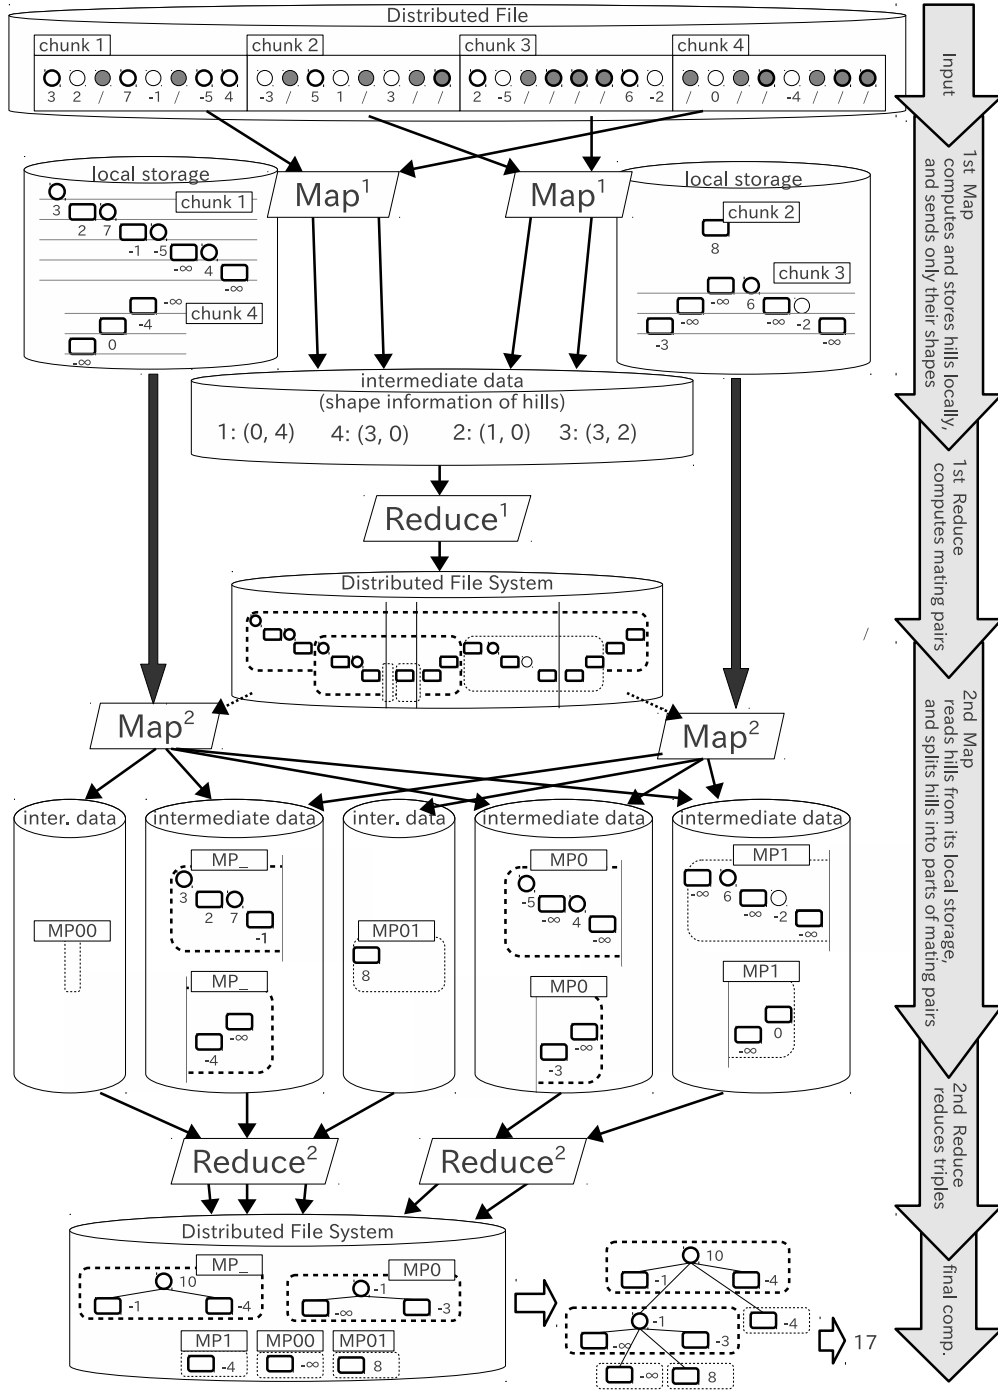 Distributed File
chunk 1
chunk 2
chunk 3
chunk 4
3 2 / 7 -1 / -5 4
-3 / 5 1 / 3 / /
2 -5 / / / / 6 -2
/ 0 / / -4 / / /
Input
local storage
chunk 1
3
2 7
-1 -5
-∞ 4
-∞
-∞
chunk 4
-4
0
-∞
Map1
Map1
local storage
chunk 2
8
chunk 3
-∞ 6
-∞ -∞ -2
-3 -∞
1st Map
computes and stores hills locally,
and sends only their shapes
intermediate data
(shape information of hills)
1: (0, 4) 4: (3, 0) 2: (1, 0) 3: (3, 2)
Reduce1
1st Reduce
computes mating pairs
Distributed File System
/
Map2
Map2
2nd Map
reads hills from its local storage,
and splits hills into parts of mating pairs
inter. data
MP00
intermediate data
MP_
3
2 7
-1
MP_
-∞
-4
inter. data
MP01
8
intermediate data
MP0
-5
-∞ 4
-∞
MP0
-∞
-3
intermediate data
MP1
-∞ 6
-∞ -2
-∞
MP1
0
-∞
Reduce2
Reduce2
2nd Reduce
reduces triples
Distributed File System
MP_
10
-1 -4
MP0
-1
-∞ -3
MP1
-4
MP00
-∞
MP01
8
10
-1 -4
-1 -4
-∞ -3
-∞ 8
17
final comp.